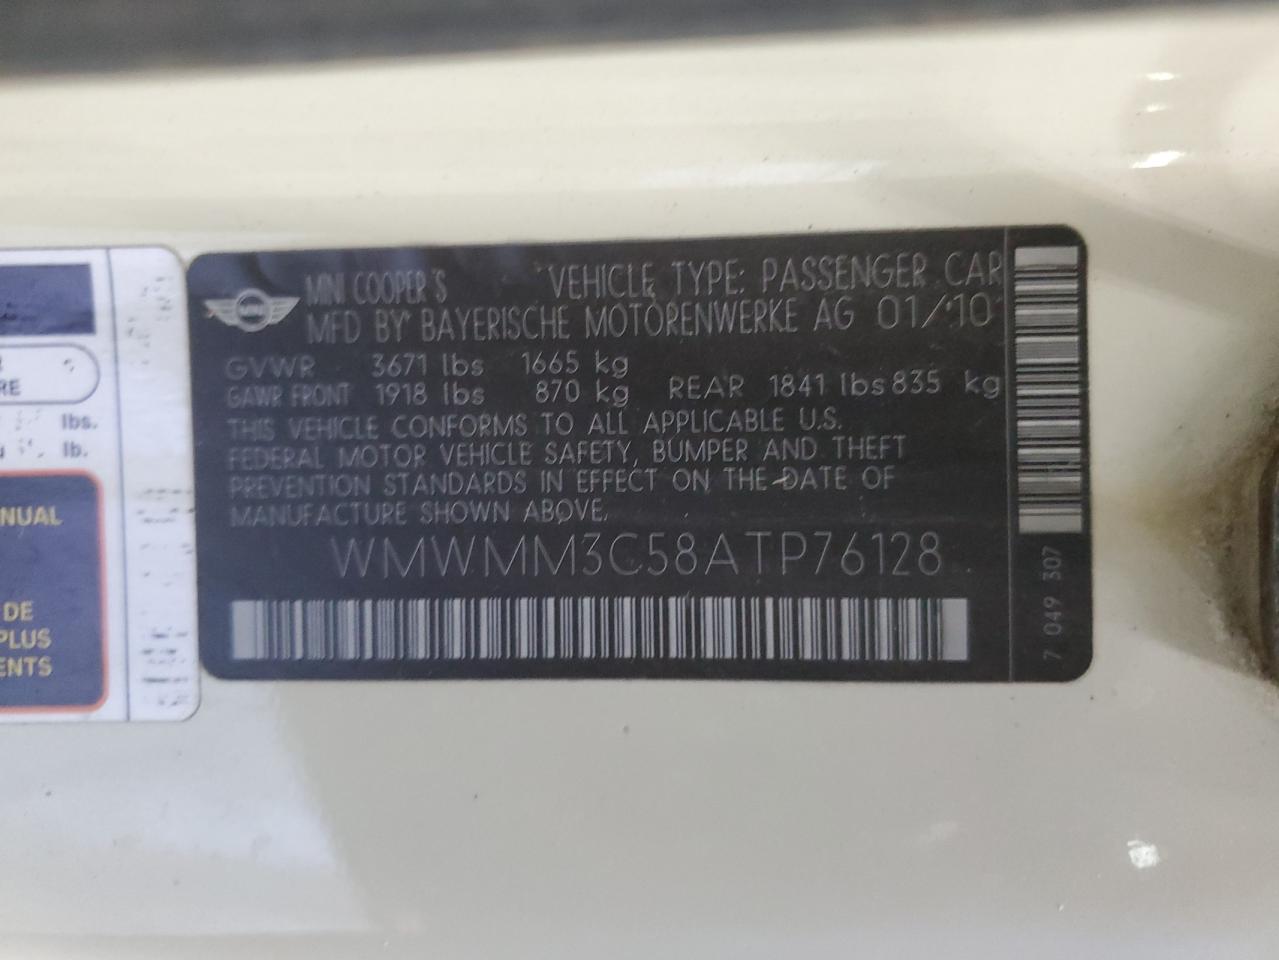 MINI COOPER S VEHICLE TYPE: PASSENGER CAR
MFD BY BAYERISCHE MOTORENWERKE AG 01/10
GVWR 3671 lbs 1665 kg
GAWR FRONT 1918 lbs 870 kg REAR 1841 lbs 835 kg
THIS VEHICLE CONFORMS TO ALL APPLICABLE U.S.
FEDERAL MOTOR VEHICLE SAFETY, BUMPER AND THEFT
PREVENTION STANDARDS IN EFFECT ON THE DATE OF
MANUFACTURE SHOWN ABOVE.
WMWMM3C58ATP76128
7 049 307
MINI
RE
lbs.
lb.
NUAL
DE
PLUS
ENTS